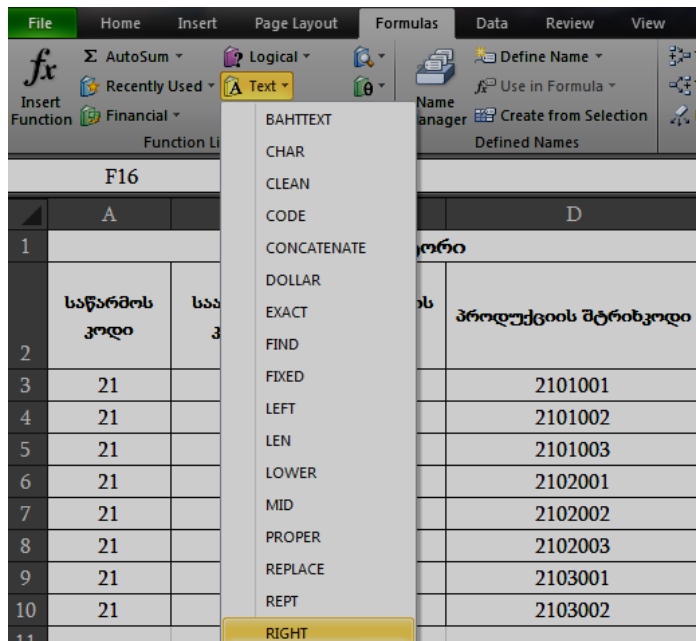 File Home Insert Page Layout Formulas Data Review View
fx Σ AutoSum Logical Define Name
Recently Used Text Use in Formula
Insert Function Financial Name Create from Selection
Defined Names
BAHTTEXT
CHAR
CLEAN
CODE
CONCATENATE
DOLLAR
EXACT
FIND
FIXED
LEFT
LEN
LOWER
MID
PROPER
REPLACE
REPT
RIGHT
F16
A D
1
2 საწარმოს კოდი პროდუქციის შტრიხკოდი
3 21 2101001
4 21 2101002
5 21 2101003
6 21 2102001
7 21 2102002
8 21 2102003
9 21 2103001
10 21 2103002